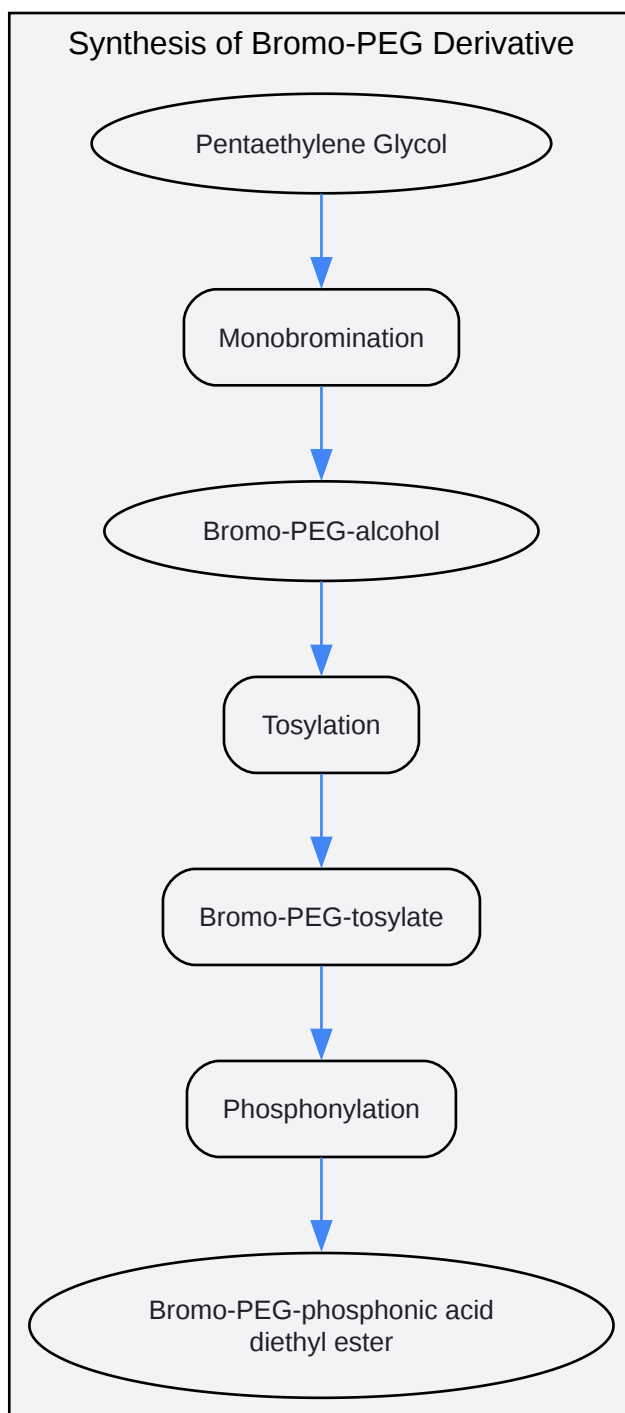 Synthesis of Bromo-PEG Derivative
Pentaethylene Glycol
Monobromination
Bromo-PEG-alcohol
Tosylation
Bromo-PEG-tosylate
Phosphonylation
Bromo-PEG-phosphonic acid
diethyl ester